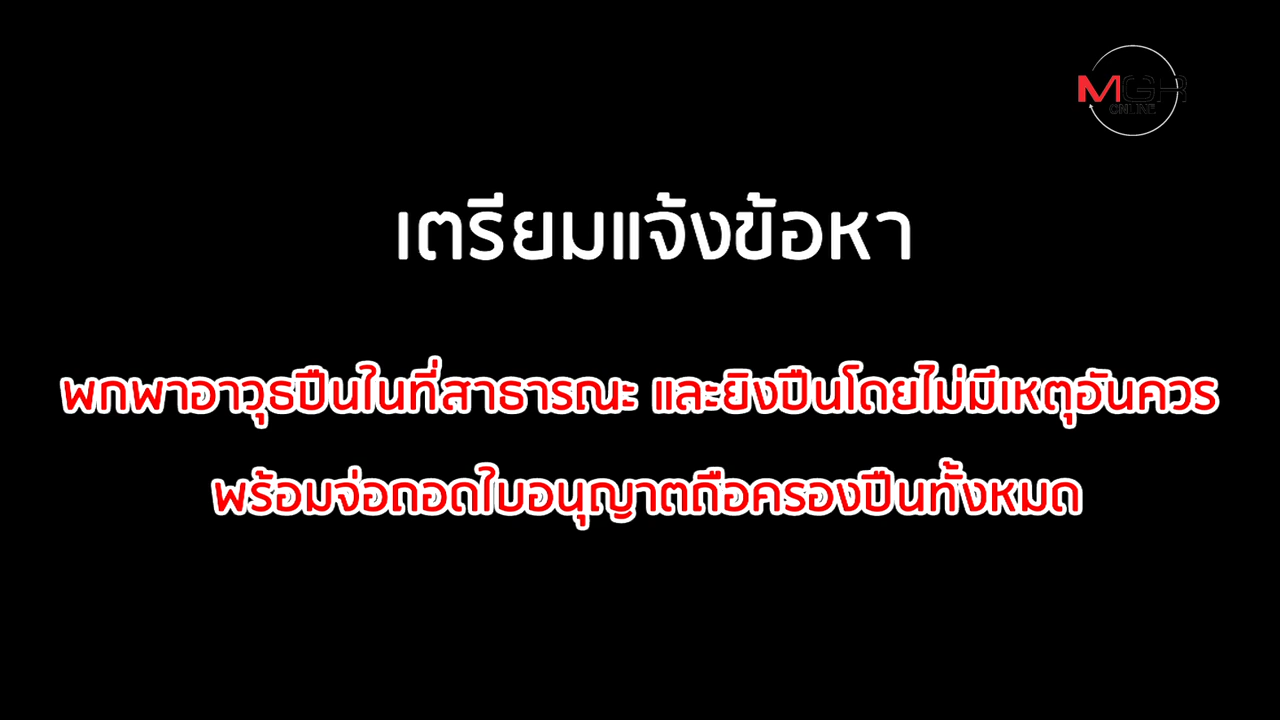 MGR
ONLINE
เตรียมแจ้งข้อหา
พกพาอาวุธปืนในที่สาธารณะ และยิงปืนโดยไม่มีเหตุอันควร
พร้อมจ่อถอดใบอนุญาตถือครองปืนทั้งหมด